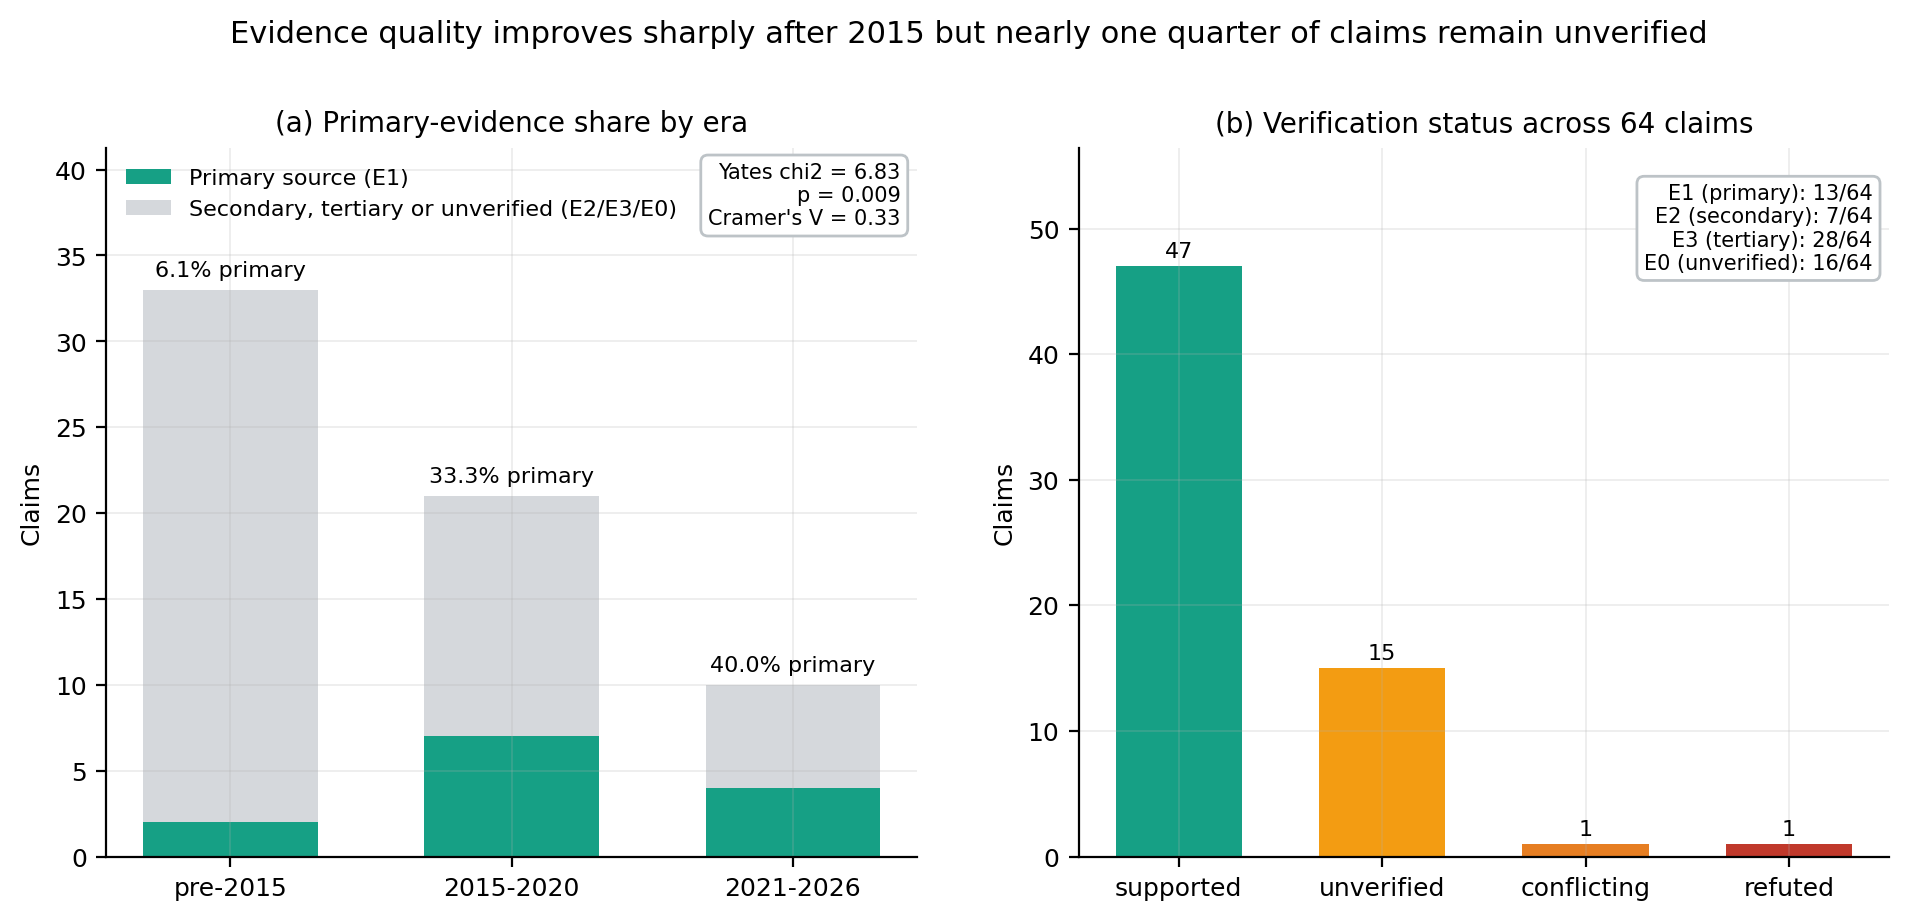 Evidence quality improves sharply after 2015 but nearly one quarter of claims remain unverified
(a) Primary-evidence share by era
Primary source (E1)
Secondary, tertiary or unverified (E2/E3/E0)
Yates chi2 = 6.83
p = 0.009
Cramer's V = 0.33
40
35
30
25
20
15
10
5
0
Claims
6.1% primary
33.3% primary
40.0% primary
pre-2015
2015-2020
2021-2026
(b) Verification status across 64 claims
E1 (primary): 13/64
E2 (secondary): 7/64
E3 (tertiary): 28/64
E0 (unverified): 16/64
50
40
30
20
10
0
Claims
47
15
1
1
supported
unverified
conflicting
refuted